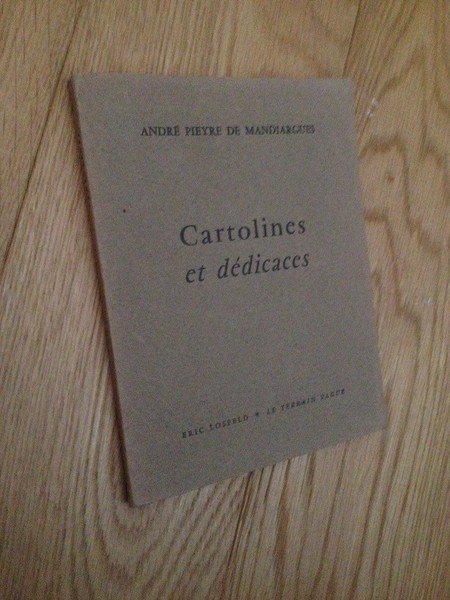 ANDRÉ PIEYRE DE MANDIARGUES
Cartolines
et dédicaces
ERIC LOSFELD * LE TERRAIN VAGUE